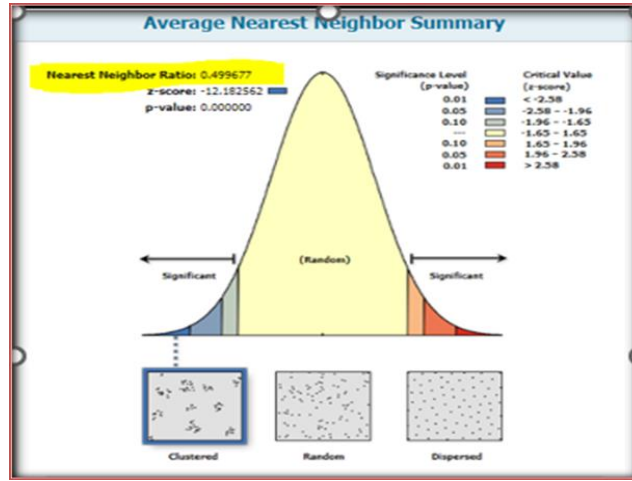 Average Nearest Neighbor Summary
Nearest Neighbor Ratio: 0.499677
z-score: -12.182562
p-value: 0.000000
Significance Level (p-value) Critical Value (z-score)
0.01 < -2.58
0.05 -2.58 - -1.96
0.10 -1.96 - -1.65
--- -1.65 - 1.65
0.10 1.65 - 1.96
0.05 1.96 - 2.58
0.01 > 2.58
Significant (Random) Significant
Clustered Random Dispersed